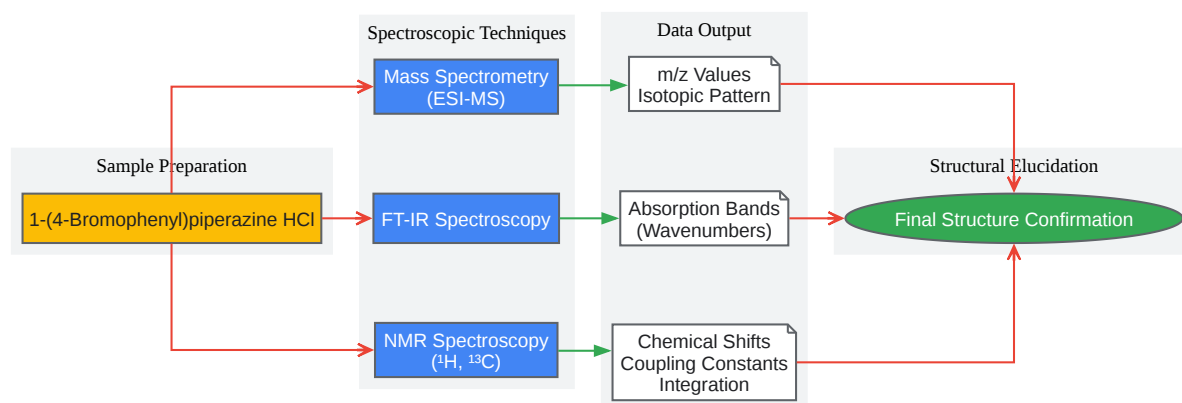 Spectroscopic Techniques
Data Output
Mass Spectrometry
(ESI-MS)
m/z Values
Isotopic Pattern
Sample Preparation
Structural Elucidation
1-(4-Bromophenyl)piperazine HCl
FT-IR Spectroscopy
Absorption Bands
(Wavenumbers)
Final Structure Confirmation
NMR Spectroscopy
(¹H, ¹³C)
Chemical Shifts
Coupling Constants
Integration